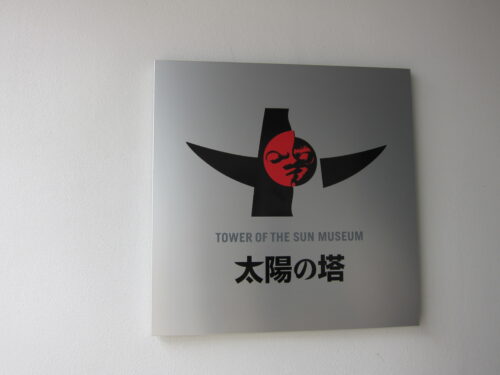 TOWER OF THE SUN MUSEUM
太陽の塔